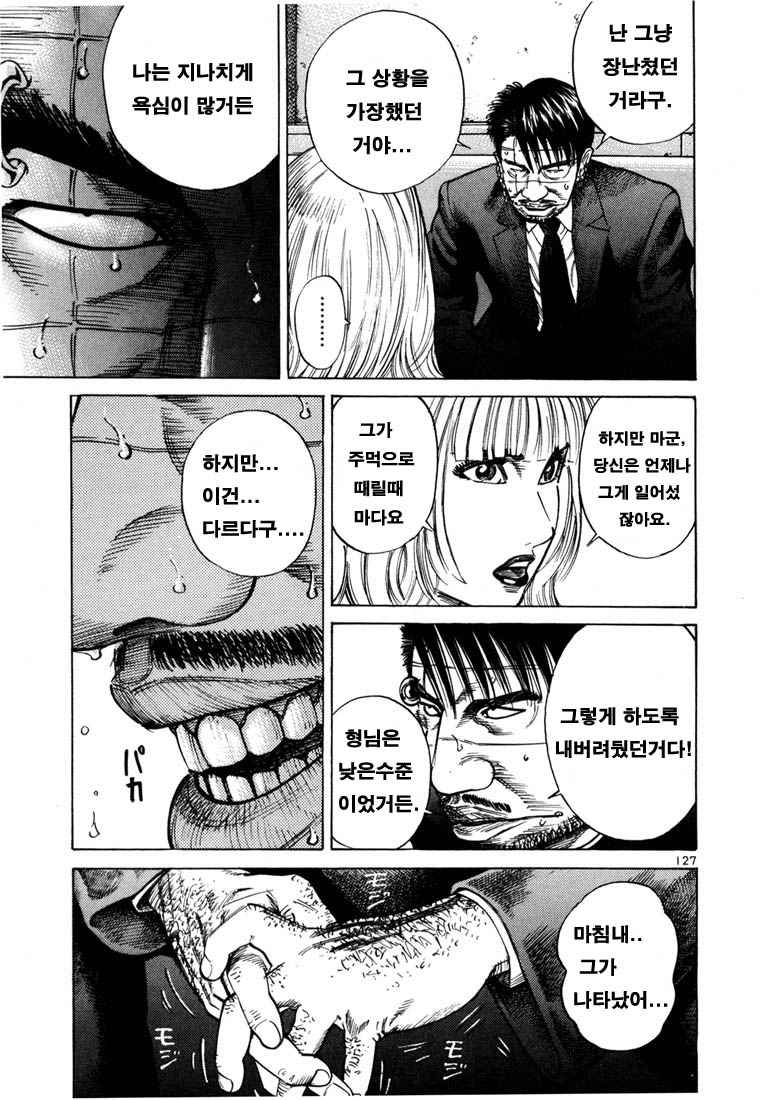 난 그냥
장난쳤던
거라구.
그 상황을
가장했던
거야...
........
나는 지나치게
욕심이 많거든
하지만 마군,
당신은 언제나
그게 일어섰
잖아요.
그가
주먹으로
때릴때
마다요
하지만...
이건...
다르다구....
그렇게 하도록
내버려뒀던거다!
형님은
낮은수준
이었거든.
パカ
127
마침내..
그가
나타났어...
モジ
モジ
モジ